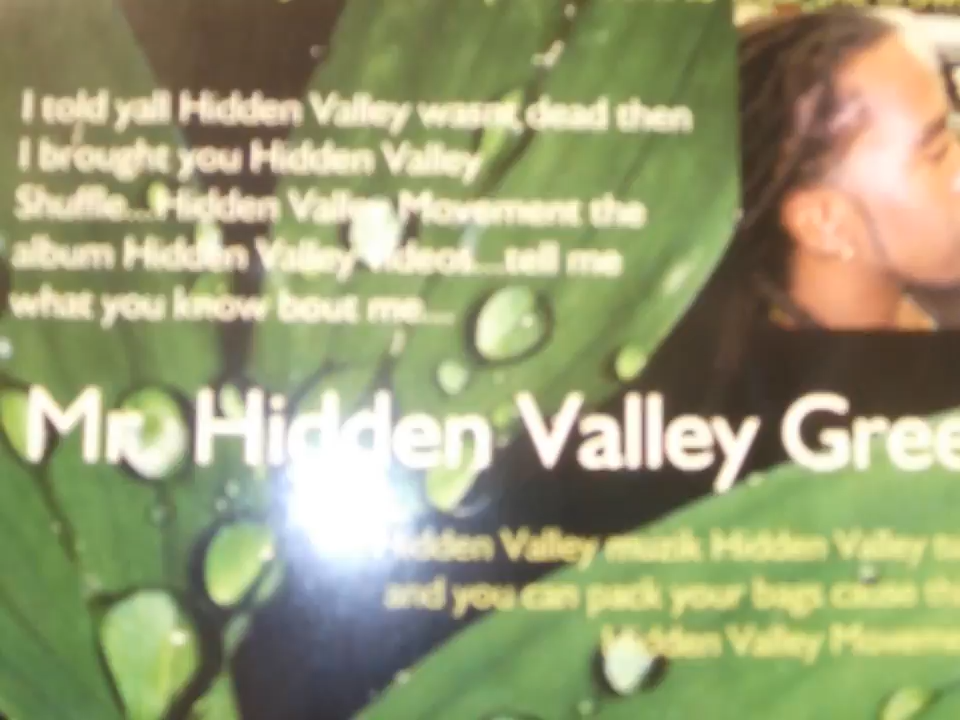 I told yall Hidden Valley wasnt dead then
I brought you Hidden Valley
Shuffle...Hidden Valley Movement the
album Hidden Valley videos....tell me
what you know bout me....
Mr. Hidden Valley Gree
Hidden Valley muzik Hidden Valley
and you can pack your bags cause
Hidden Valley Moveme